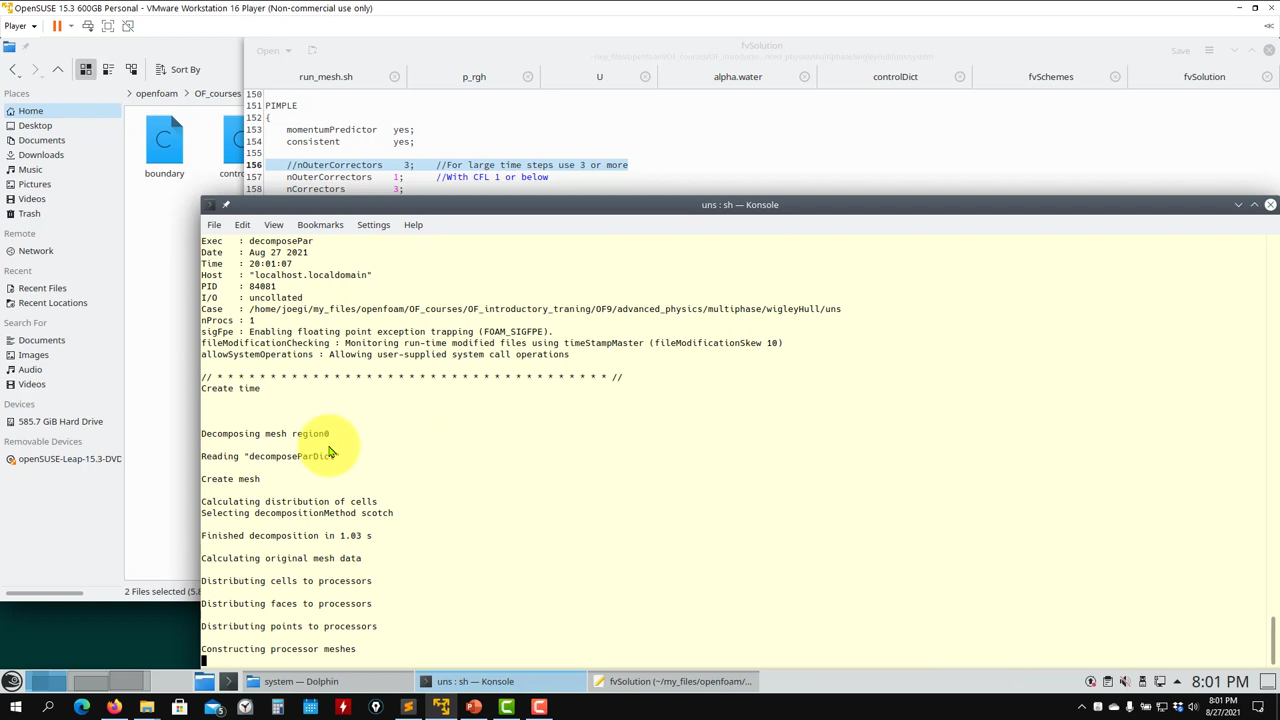 OpenSUSE 15.3 600GB Personal - VMware Workstation 16 Player (Non-commercial use only)
Player
fvSolution
Open
Save
Sort By
run_mesh.sh
p_rgh
U
alpha.water
controlDict
fvSchemes
fvSolution
Places
openfoam
OF_courses
Home
Desktop
Documents
Downloads
Music
Pictures
Videos
Trash
Remote
Network
Recent
Recent Files
Recent Locations
Search For
Documents
Images
Audio
Videos
Devices
585.7 GiB Hard Drive
Removable Devices
openSUSE-Leap-15.3-DVD
boundary
contro
2 Files selected (5.8
150
151 PIMPLE
152 {
153 momentumPredictor yes;
154 consistent yes;
155
156 //nOuterCorrectors 3; //For large time steps use 3 or more
157 nOuterCorrectors 1; //With CFL 1 or below
158 nCorrectors 3;
uns : sh — Konsole
File Edit View Bookmarks Settings Help
Exec : decomposePar
Date : Aug 27 2021
Time : 20:01:07
Host : "localhost.localdomain"
PID : 84081
I/O : uncollated
Case : /home/joegi/my_files/openfoam/OF_courses/OF_introductory_traning/OF9/advanced_physics/multiphase/wigleyHull/uns
nProcs : 1
sigFpe : Enabling floating point exception trapping (FOAM_SIGFPE).
fileModificationChecking : Monitoring run-time modified files using timeStampMaster (fileModificationSkew 10)
allowSystemOperations : Allowing user-supplied system call operations
// * * * * * * * * * * * * * * * * * * * * * * * * * * * * * * * * * * * * * //
Create time
Decomposing mesh region0
Reading "decomposeParDic
Create mesh
Calculating distribution of cells
Selecting decompositionMethod scotch
Finished decomposition in 1.03 s
Calculating original mesh data
Distributing cells to processors
Distributing faces to processors
Distributing points to processors
Constructing processor meshes
system — Dolphin
uns : sh — Konsole
fvSolution (~/my_files/openfoam/...
8:01 PM
8:01 PM
8/27/2021